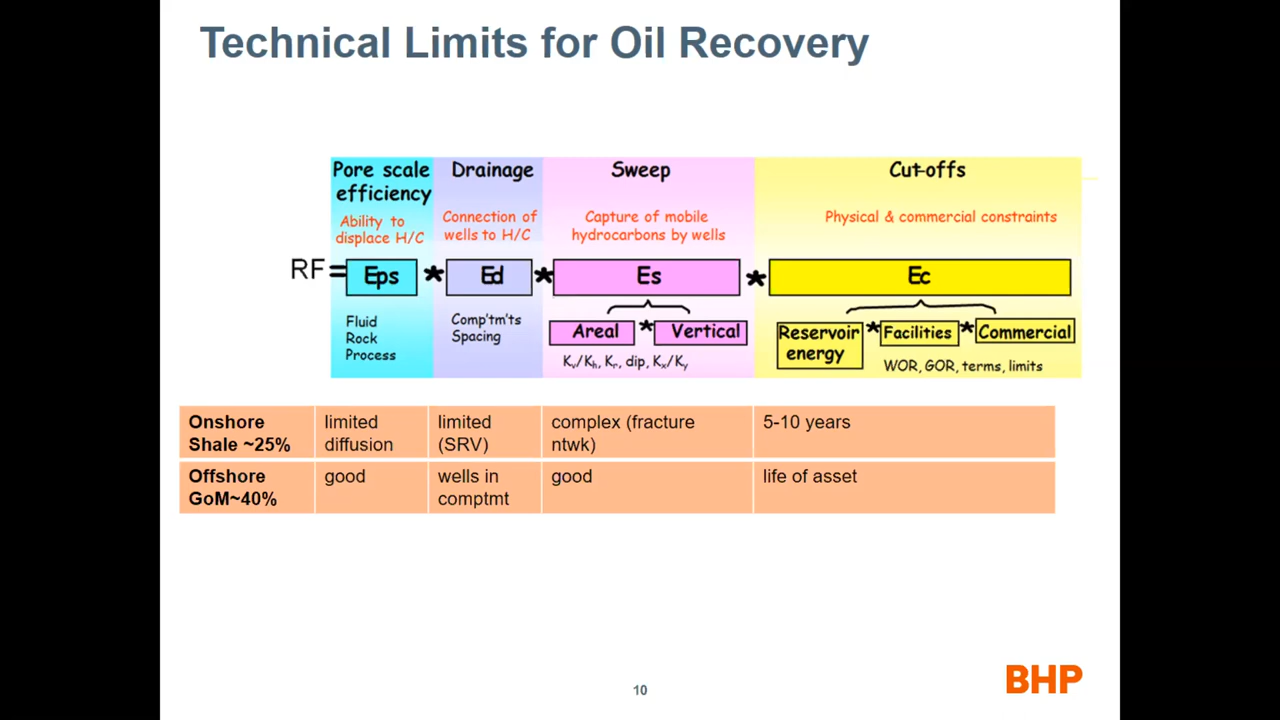 Technical Limits for Oil Recovery
Pore scale
efficiency
Ability to
displace H/C
Drainage
Connection of
wells to H/C
Sweep
Capture of mobile
hydrocarbons by wells
Cut-offs
Physical & commercial constraints
RF = Eps * Ed * Es * Ec
Fluid
Rock
Process
Comp'tm'ts
Spacing
Areal * Vertical
Kv/Kh, Kr, dip, Kx/Ky
Reservoir
energy * Facilities * Commercial
WOR, GOR, terms, limits
Onshore
Shale ~25%
limited
diffusion
limited
(SRV)
complex (fracture
ntwk)
5-10 years
Offshore
GoM~40%
good
wells in
comptmt
good
life of asset
10
BHP